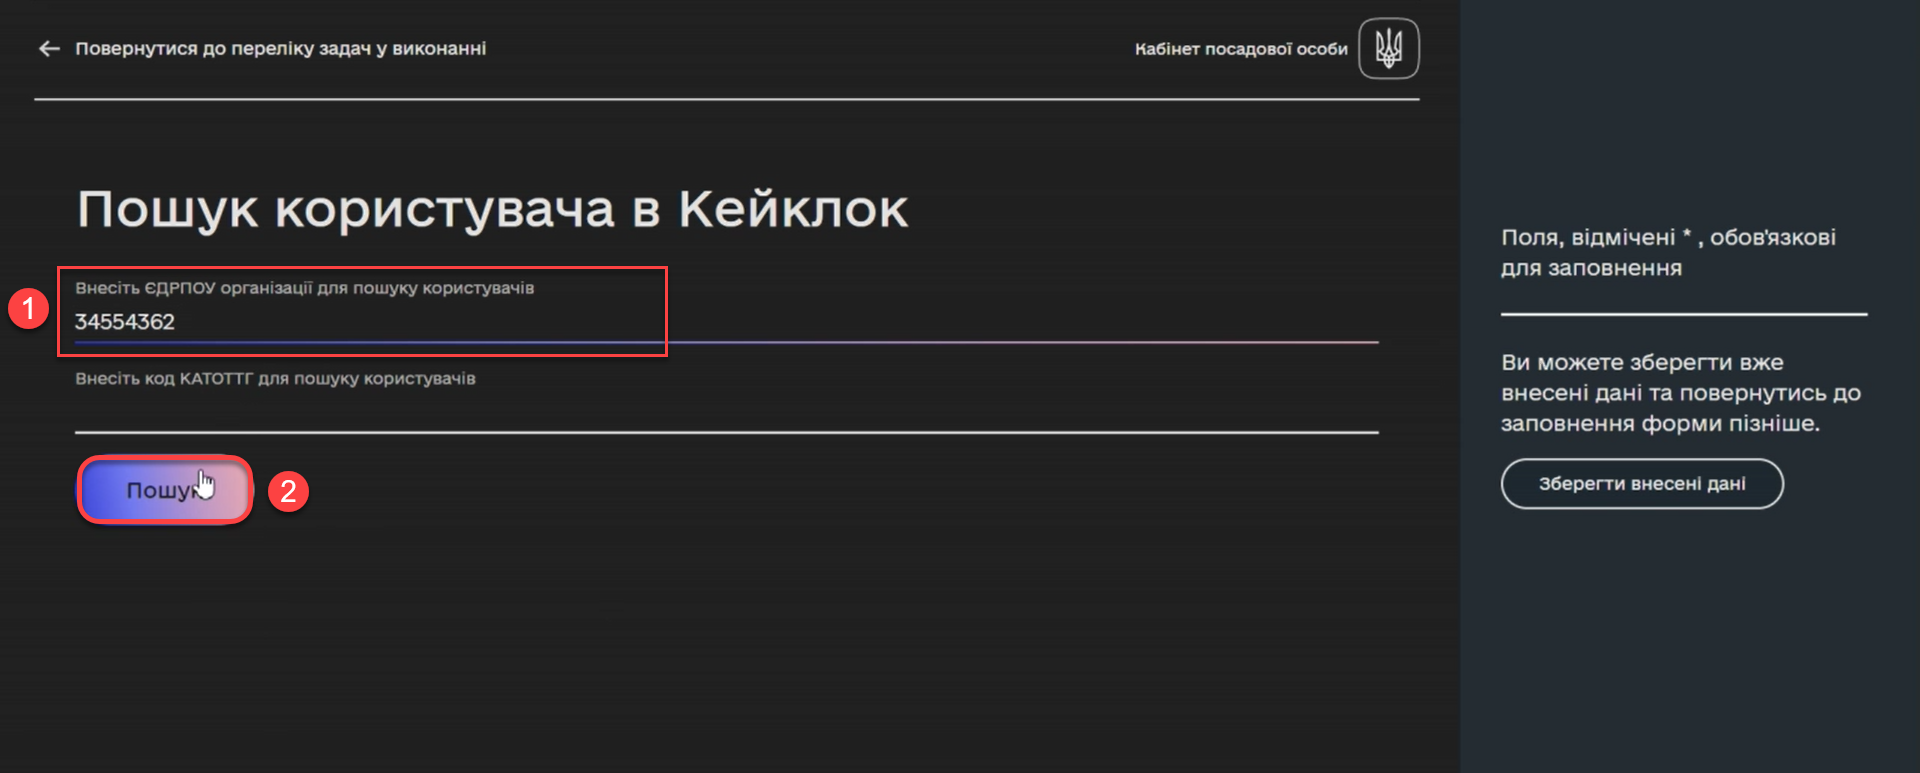 Повернутися до переліку задач у виконанні
Кабінет посадової особи
Пошук користувача в Кейклок
1
Внесіть ЄДРПОУ організації для пошуку користувачів
34554362
Внесіть код КАТОТТГ для пошуку користувачів
Пошук
2
Поля, відмічені * , обов'язкові
для заповнення
Ви можете зберегти вже
внесені дані та повернутись до
заповнення форми пізніше.
Зберегти внесені дані